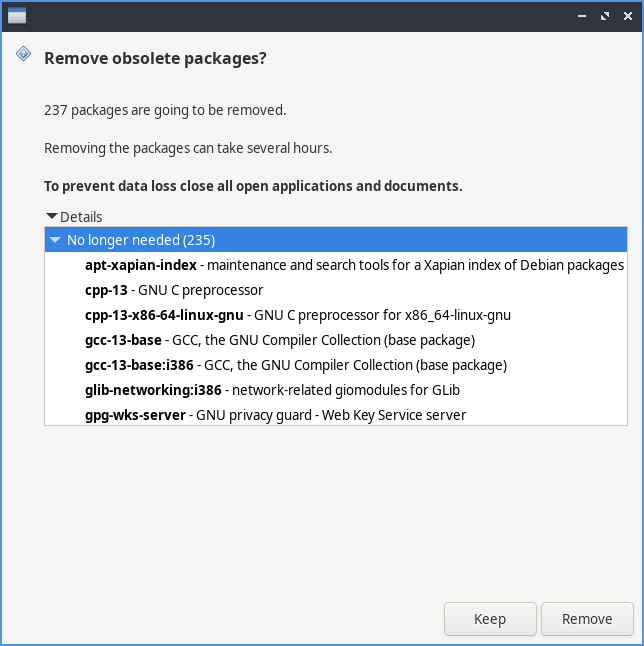 Remove obsolete packages?
237 packages are going to be removed.
Removing the packages can take several hours.
To prevent data loss close all open applications and documents.
Details
No longer needed (235)
apt-xapian-index - maintenance and search tools for a Xapian index of Debian packages
cpp-13 - GNU C preprocessor
cpp-13-x86-64-linux-gnu - GNU C preprocessor for x86_64-linux-gnu
gcc-13-base - GCC, the GNU Compiler Collection (base package)
gcc-13-base:i386 - GCC, the GNU Compiler Collection (base package)
glib-networking:i386 - network-related giomodules for GLib
gpg-wks-server - GNU privacy guard - Web Key Service server
Keep Remove